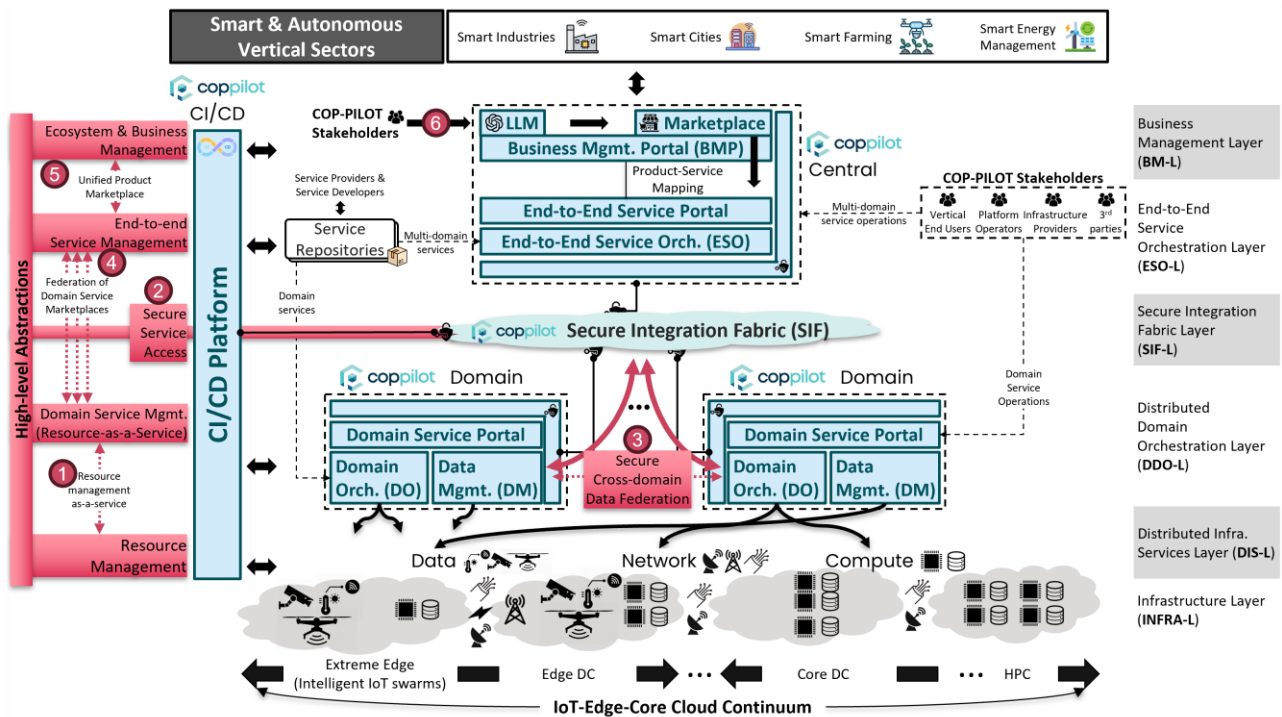 Smart & Autonomous
Vertical Sectors
Smart Industries
Smart Cities
Smart Farming
Smart Energy
Management
coppilot
CI/CD
High-level Abstractions
Ecosystem & Business
Management
5
Unified Product
Marketplace
End-to-end
Service Management
4
Federation of
Domain Service
Marketplaces
2
Secure
Service
Access
Domain Service Mgmt.
(Resource-as-a-Service)
1
Resource
management
as-a-service
Resource
Management
CI/CD Platform
COP-PILOT
Stakeholders
6
LLM
Marketplace
Business Mgmt. Portal (BMP)
Product-Service
Mapping
End-to-End Service Portal
End-to-End Service Orch. (ESO)
coppilot
Central
Service Providers &
Service Developers
Service
Repositories
Multi-domain
services
Domain
services
Multi-domain
service operations
COP-PILOT Stakeholders
Vertical
End Users
Platform
Operators
Infrastructure
Providers
3rd
parties
Domain
Service
Operations
coppilot Secure Integration Fabric (SIF)
coppilot Domain
Domain Service Portal
Domain
Orch. (DO)
Data
Mgmt. (DM)
...
3
Secure
Cross-domain
Data Federation
coppilot Domain
Domain Service Portal
Domain
Orch. (DO)
Data
Mgmt. (DM)
Data
Network
Compute
Extreme Edge
(Intelligent IoT swarms)
Edge DC
...
Core DC
...
HPC
IoT-Edge-Core Cloud Continuum
Business
Management Layer
(BM-L)
End-to-End
Service
Orchestration Layer
(ESO-L)
Secure Integration
Fabric Layer
(SIF-L)
Distributed
Domain
Orchestration Layer
(DDO-L)
Distributed Infra.
Services Layer (DIS-L)
Infrastructure Layer
(INFRA-L)